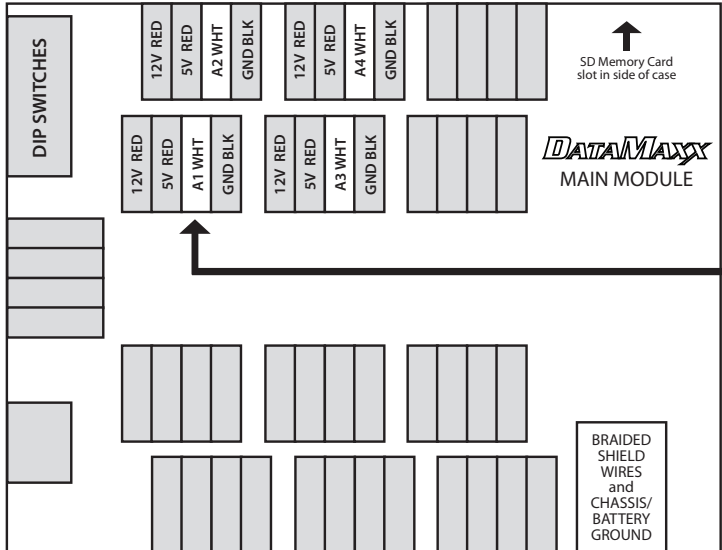 DIP SWITCHES
12V RED
5V RED
A2 WHT
GND BLK
12V RED
5V RED
A4 WHT
GND BLK
SD Memory Card
slot in side of case
12V RED
5V RED
A1 WHT
GND BLK
12V RED
5V RED
A3 WHT
GND BLK
DATAMAXX
MAIN MODULE
BRAIDED
SHIELD
WIRES
and
CHASSIS/
BATTERY
GROUND